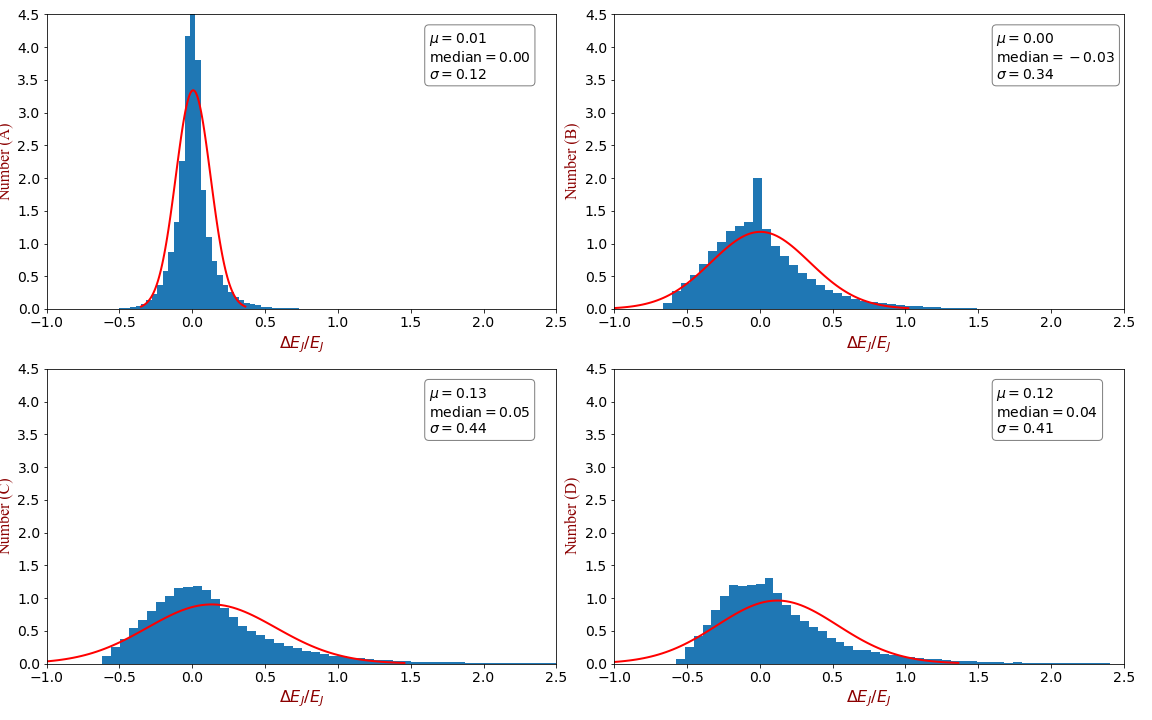 4.5
4.0
3.5
3.0
2.5
2.0
1.5
1.0
0.5
0.0
Number (A)
μ = 0.01
median = 0.00
σ = 0.12
−1.0 −0.5 0.0 0.5 1.0 1.5 2.0 2.5
ΔE_J/E_J
4.5
4.0
3.5
3.0
2.5
2.0
1.5
1.0
0.5
0.0
Number (B)
μ = 0.00
median = −0.03
σ = 0.34
−1.0 −0.5 0.0 0.5 1.0 1.5 2.0 2.5
ΔE_J/E_J
4.5
4.0
3.5
3.0
2.5
2.0
1.5
1.0
0.5
0.0
Number (C)
μ = 0.13
median = 0.05
σ = 0.44
−1.0 −0.5 0.0 0.5 1.0 1.5 2.0 2.5
ΔE_J/E_J
4.5
4.0
3.5
3.0
2.5
2.0
1.5
1.0
0.5
0.0
Number (D)
μ = 0.12
median = 0.04
σ = 0.41
−1.0 −0.5 0.0 0.5 1.0 1.5 2.0 2.5
ΔE_J/E_J